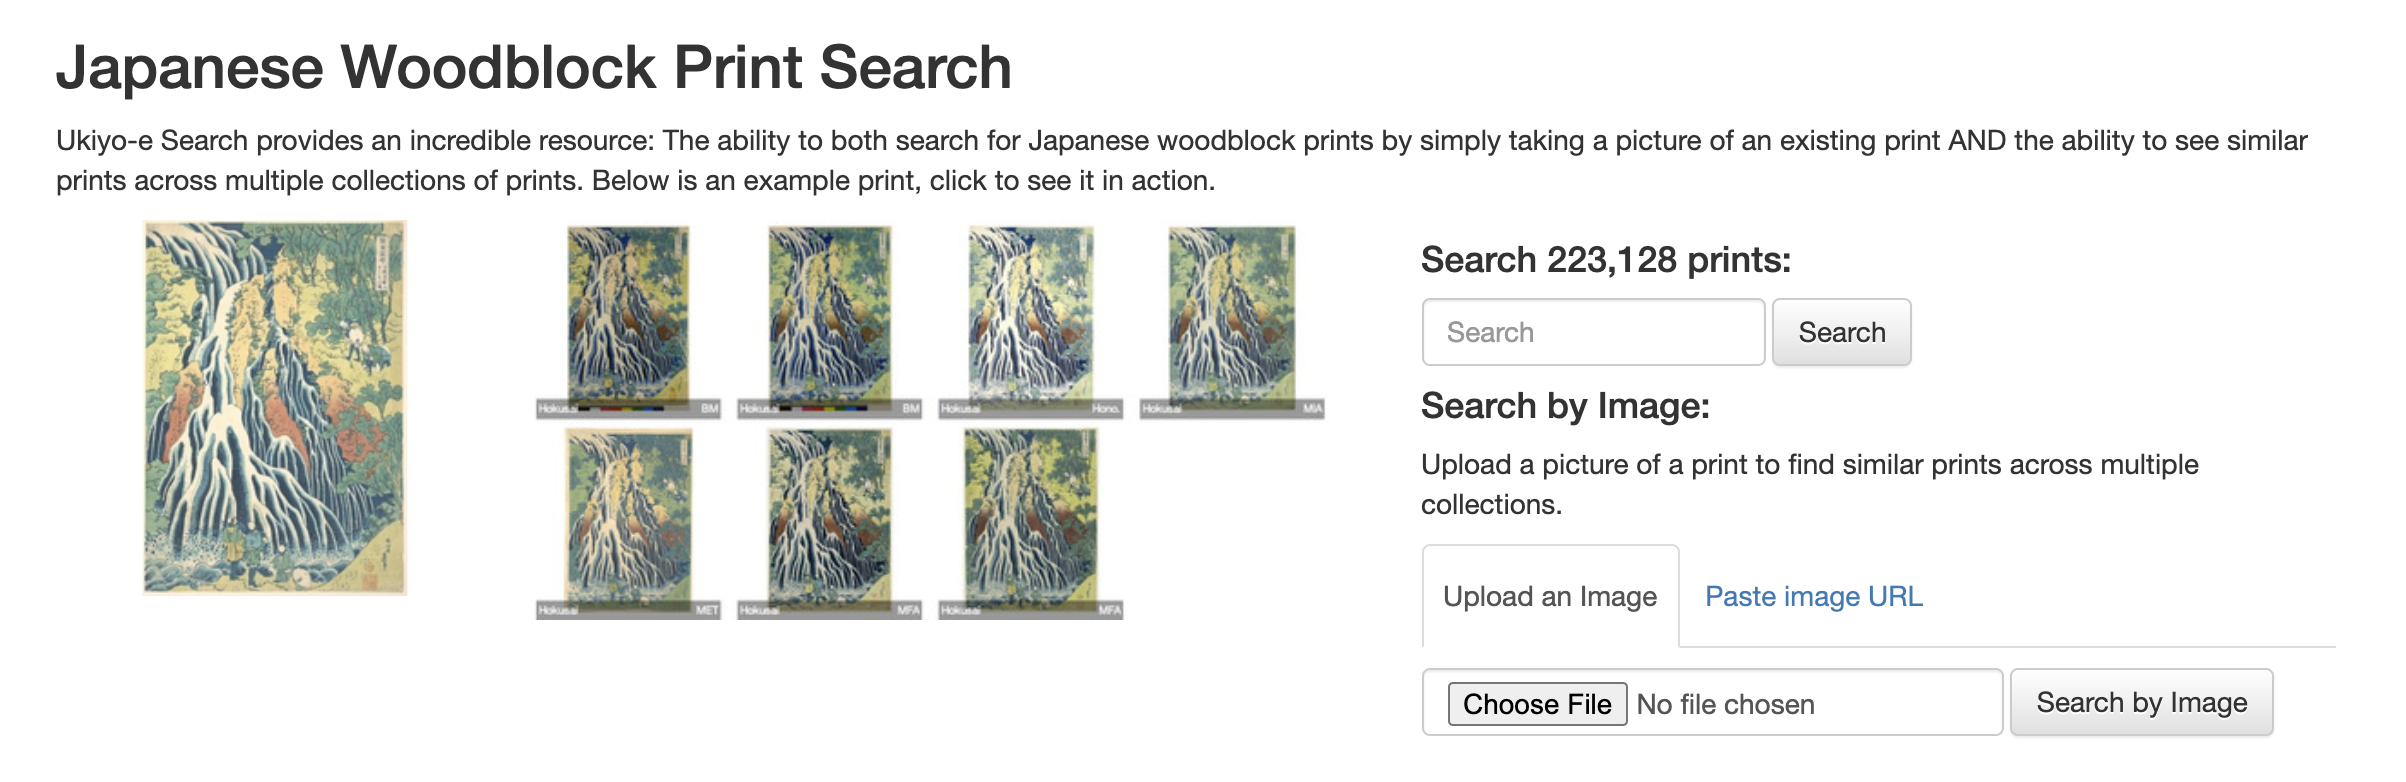 Japanese Woodblock Print Search
Ukiyo-e Search provides an incredible resource: The ability to both search for Japanese woodblock prints by simply taking a picture of an existing print AND the ability to see similar
prints across multiple collections of prints. Below is an example print, click to see it in action.
Hokusai BM
Hokusai BM
Hokusai Hono.
Hokusai MIA
Hokusai MET
Hokusai MFA
Hokusai MFA
Search 223,128 prints:
Search
Search
Search by Image:
Upload a picture of a print to find similar prints across multiple
collections.
Upload an Image
Paste image URL
Choose File No file chosen
Search by Image